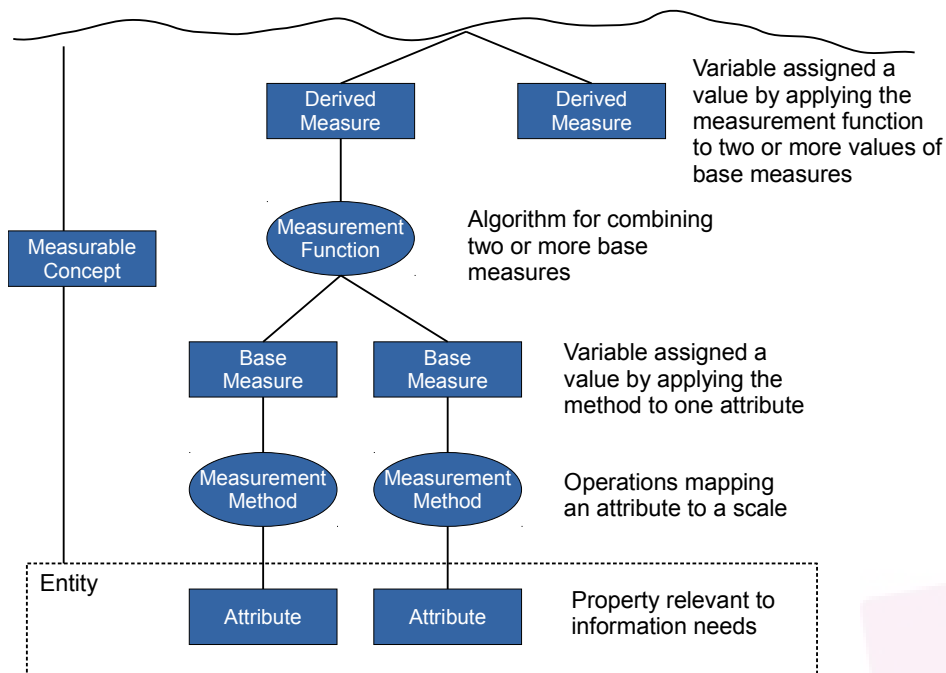 Derived
Measure
Derived
Measure
Variable assigned a
value by applying the
measurement function
to two or more values of
base measures
Measurement
Function
Algorithm for combining
two or more base
measures
Measurable
Concept
Base
Measure
Base
Measure
Variable assigned a
value by applying the
method to one attribute
Measurement
Method
Measurement
Method
Operations mapping
an attribute to a scale
Entity
Attribute
Attribute
Property relevant to
information needs